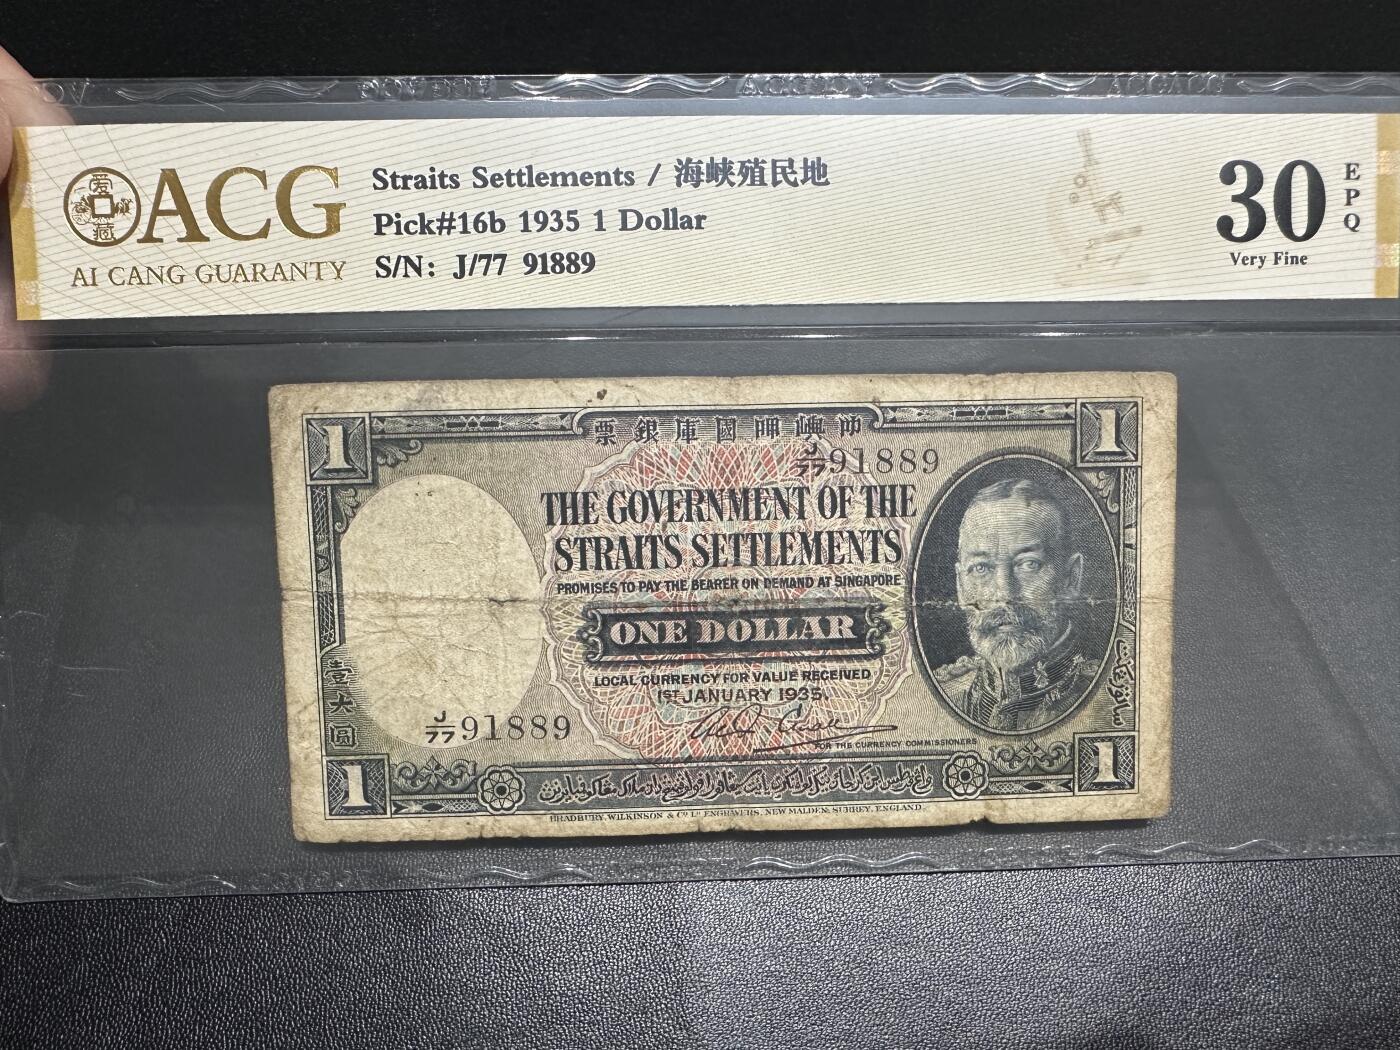 ACG
AI CANG GUARANTY
Straits Settlements / 海峡殖民地
Pick#16b 1935 1 Dollar
S/N: J/77 91889
30
EPQ
Very Fine
票銀庫國呷嶼叻
1
1
J/77 91889
THE GOVERNMENT OF THE
STRAITS SETTLEMENTS
PROMISES TO PAY THE BEARER ON DEMAND AT SINGAPORE
ONE DOLLAR
LOCAL CURRENCY FOR VALUE RECEIVED
1ST JANUARY 1935.
J/77 91889
FOR THE CURRENCY COMMISSIONERS
壹大圓
1
1
BRADBURY, WILKINSON & Co. Ld. ENGRAVERS, NEW MALDEN, SURREY, ENGLAND.